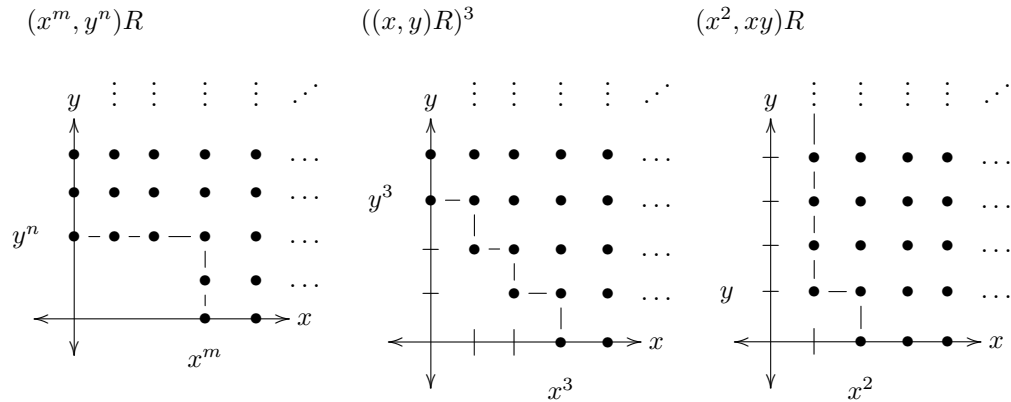 (x^m, y^n)R
((x, y)R)^3
(x^2, xy)R
y
y^n
x
x^m
y
y^3
x
x^3
y
y
x
x^2